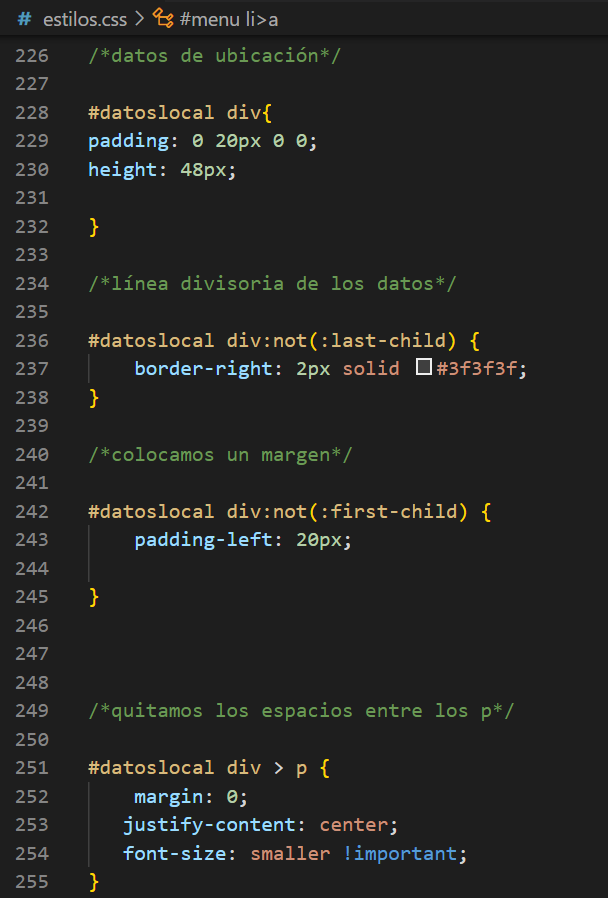 # estilos.css > #menu li>a
226 /*datos de ubicación*/
227
228 #datoslocal div{
229 padding: 0 20px 0 0;
230 height: 48px;
231
232 }
233
234 /*línea divisoria de los datos*/
235
236 #datoslocal div:not(:last-child) {
237     border-right: 2px solid #3f3f3f;
238 }
239
240 /*colocamos un margen*/
241
242 #datoslocal div:not(:first-child) {
243     padding-left: 20px;
244
245 }
246
247
248
249 /*quitamos los espacios entre los p*/
250
251 #datoslocal div > p {
252     margin: 0;
253    justify-content: center;
254    font-size: smaller !important;
255 }